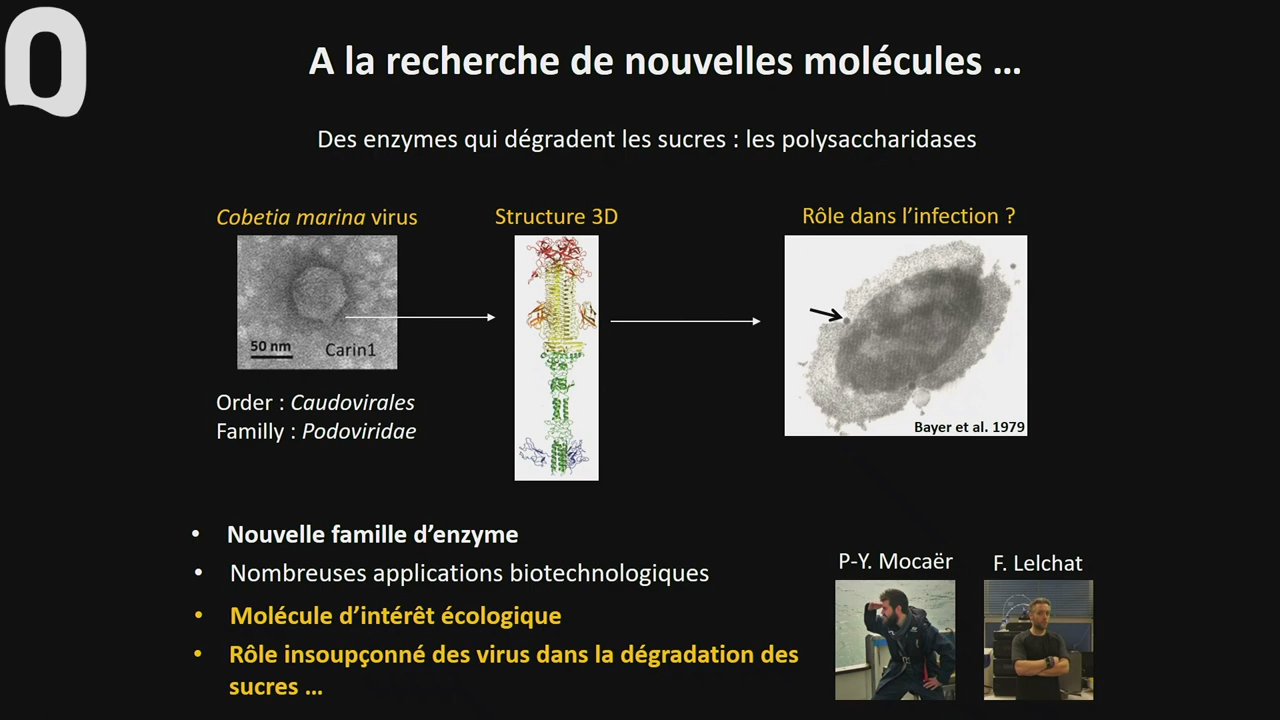 Q
A la recherche de nouvelles molécules …
Des enzymes qui dégradent les sucres : les polysaccharidases
Cobetia marina virus
Structure 3D
Rôle dans l’infection ?
50 nm
Carin1
Bayer et al. 1979
Order : Caudovirales
Familly : Podoviridae
• Nouvelle famille d’enzyme
• Nombreuses applications biotechnologiques
• Molécule d’intérêt écologique
• Rôle insoupçonné des virus dans la dégradation des
sucres …
P-Y. Mocaër
F. Lelchat